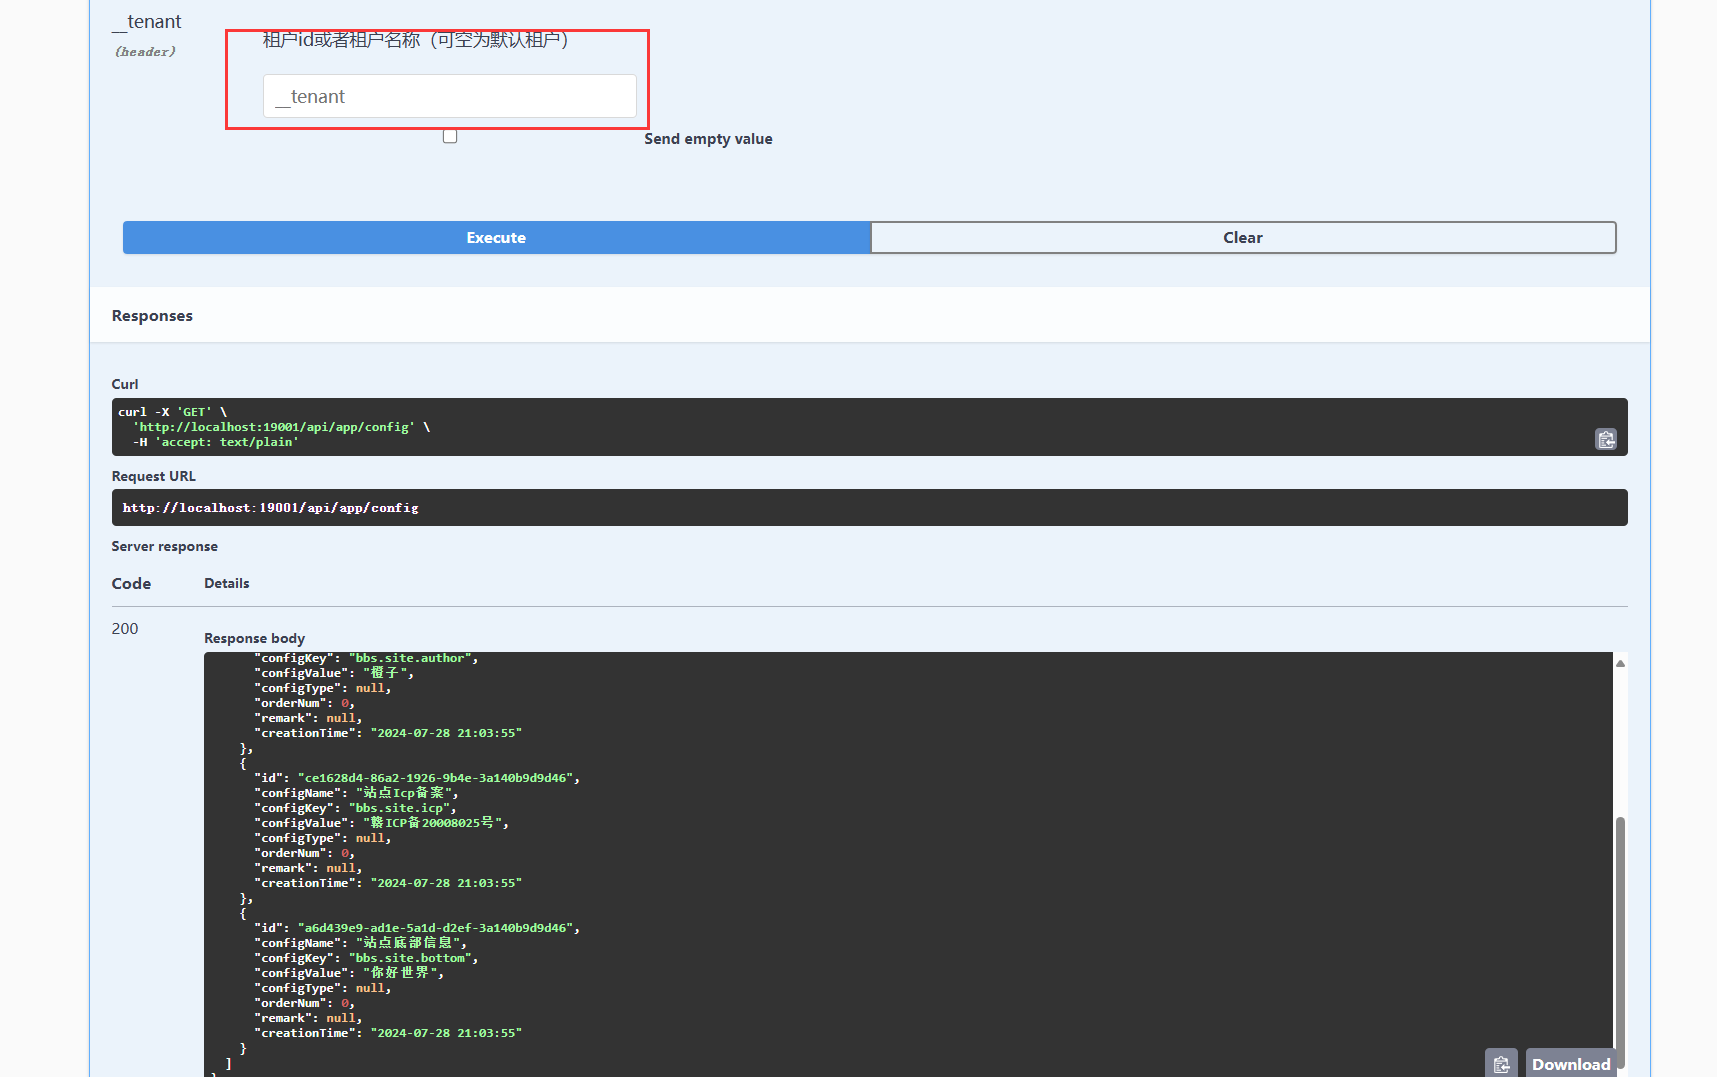 __tenant
(header)
租户id或者租户名称（可空为默认租户）
__tenant
Send empty value
Execute
Clear
Responses
Curl
curl -X 'GET' \
'http://localhost:19001/api/app/config' \
-H 'accept: text/plain'
Request URL
http://localhost:19001/api/app/config
Server response
Code
Details
200
Response body
"configKey": "bbs.site.author",
"configValue": "橙子",
"configType": null,
"orderNum": 0,
"remark": null,
"creationTime": "2024-07-28 21:03:55"
},
{
"id": "ce1628d4-86a2-1926-9b4e-3a140b9d9d46",
"configName": "站点Icp备案",
"configKey": "bbs.site.icp",
"configValue": "赣ICP备20008025号",
"configType": null,
"orderNum": 0,
"remark": null,
"creationTime": "2024-07-28 21:03:55"
},
{
"id": "a6d439e9-ad1e-5a1d-d2ef-3a140b9d9d46",
"configName": "站点底部信息",
"configKey": "bbs.site.bottom",
"configValue": "你好世界",
"configType": null,
"orderNum": 0,
"remark": null,
"creationTime": "2024-07-28 21:03:55"
}
]
Download